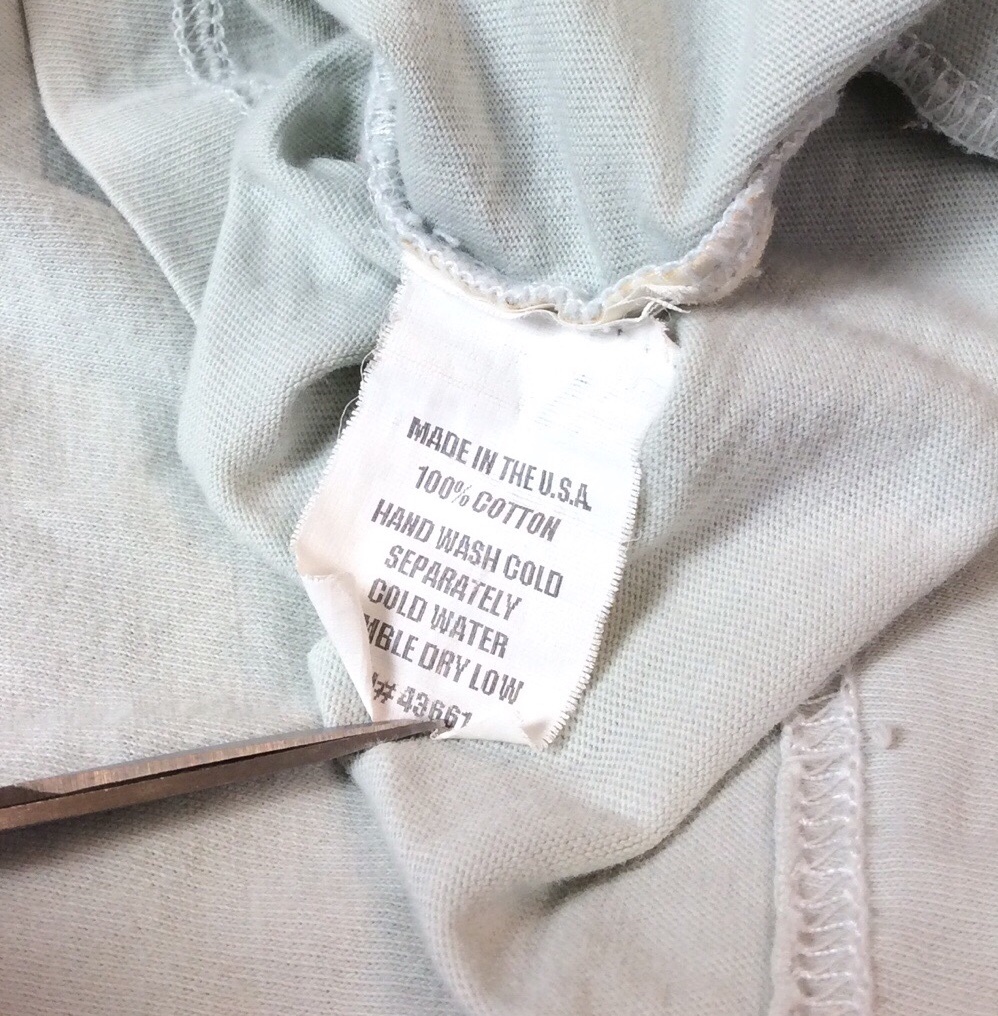 MADE IN THE U.S.A.
100% COTTON
HAND WASH COLD
SEPARATELY
COLD WATER
DRY LOW
# 43661